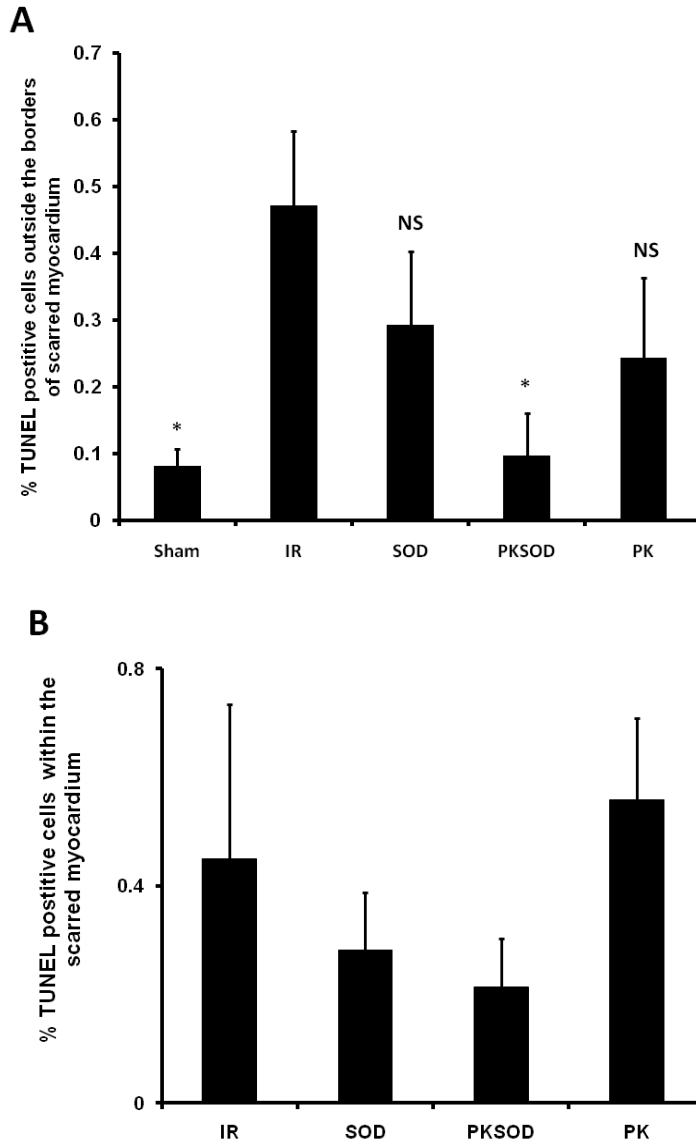 A
% TUNEL postitive cells outside the borders
of scarred myocardium
0.7
0.6
0.5
0.4
0.3
0.2
0.1
0
*
NS
*
NS
Sham IR SOD PKSOD PK
B
% TUNEL postitive cells within the
scarred myocardium
0.8
0.4
0
IR SOD PKSOD PK